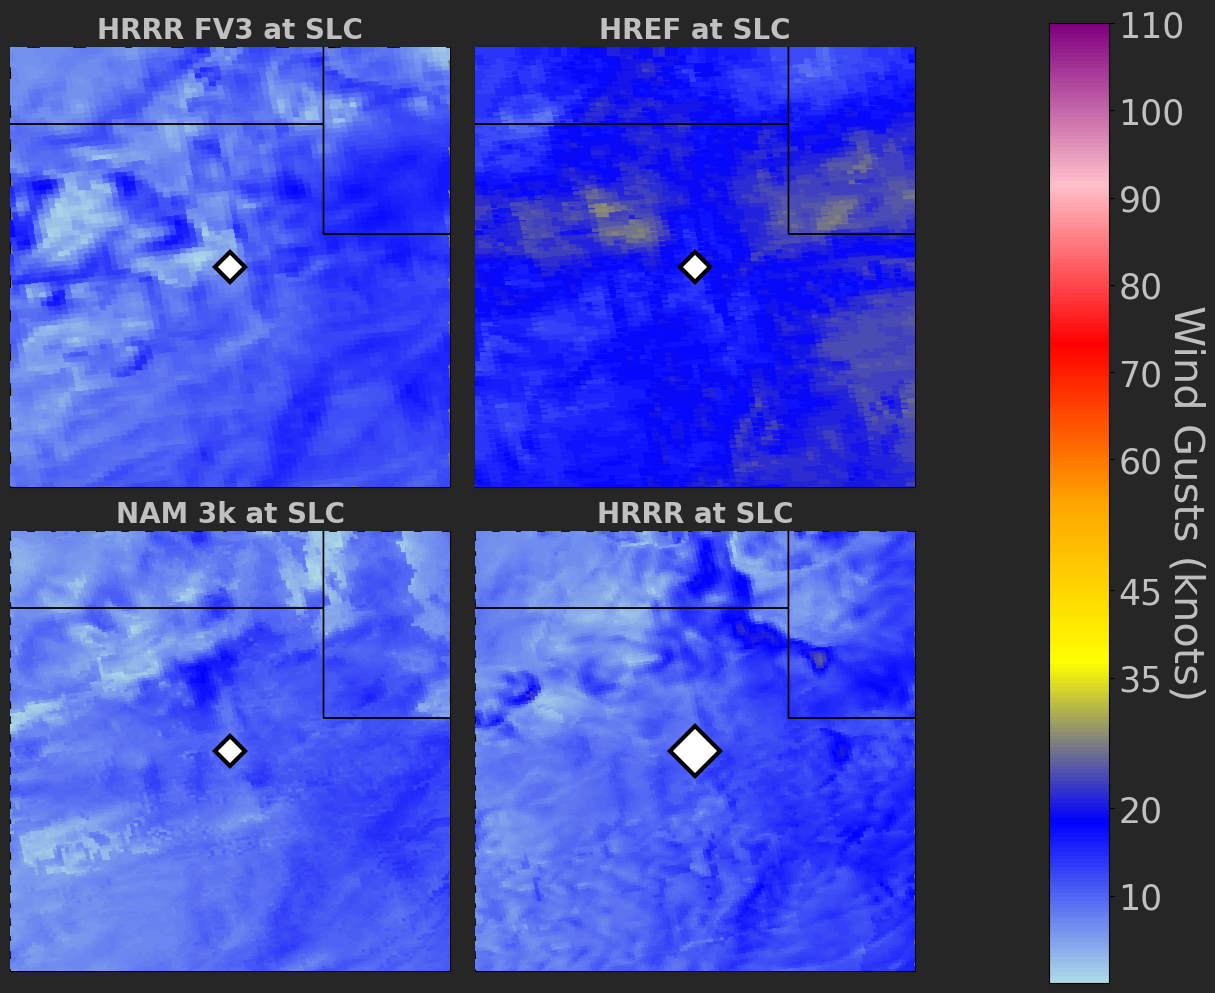 HRRR FV3 at SLC
HREF at SLC
NAM 3k at SLC
HRRR at SLC
110
100
90
80
70
60
45
35
20
10
Wind Gusts (knots)